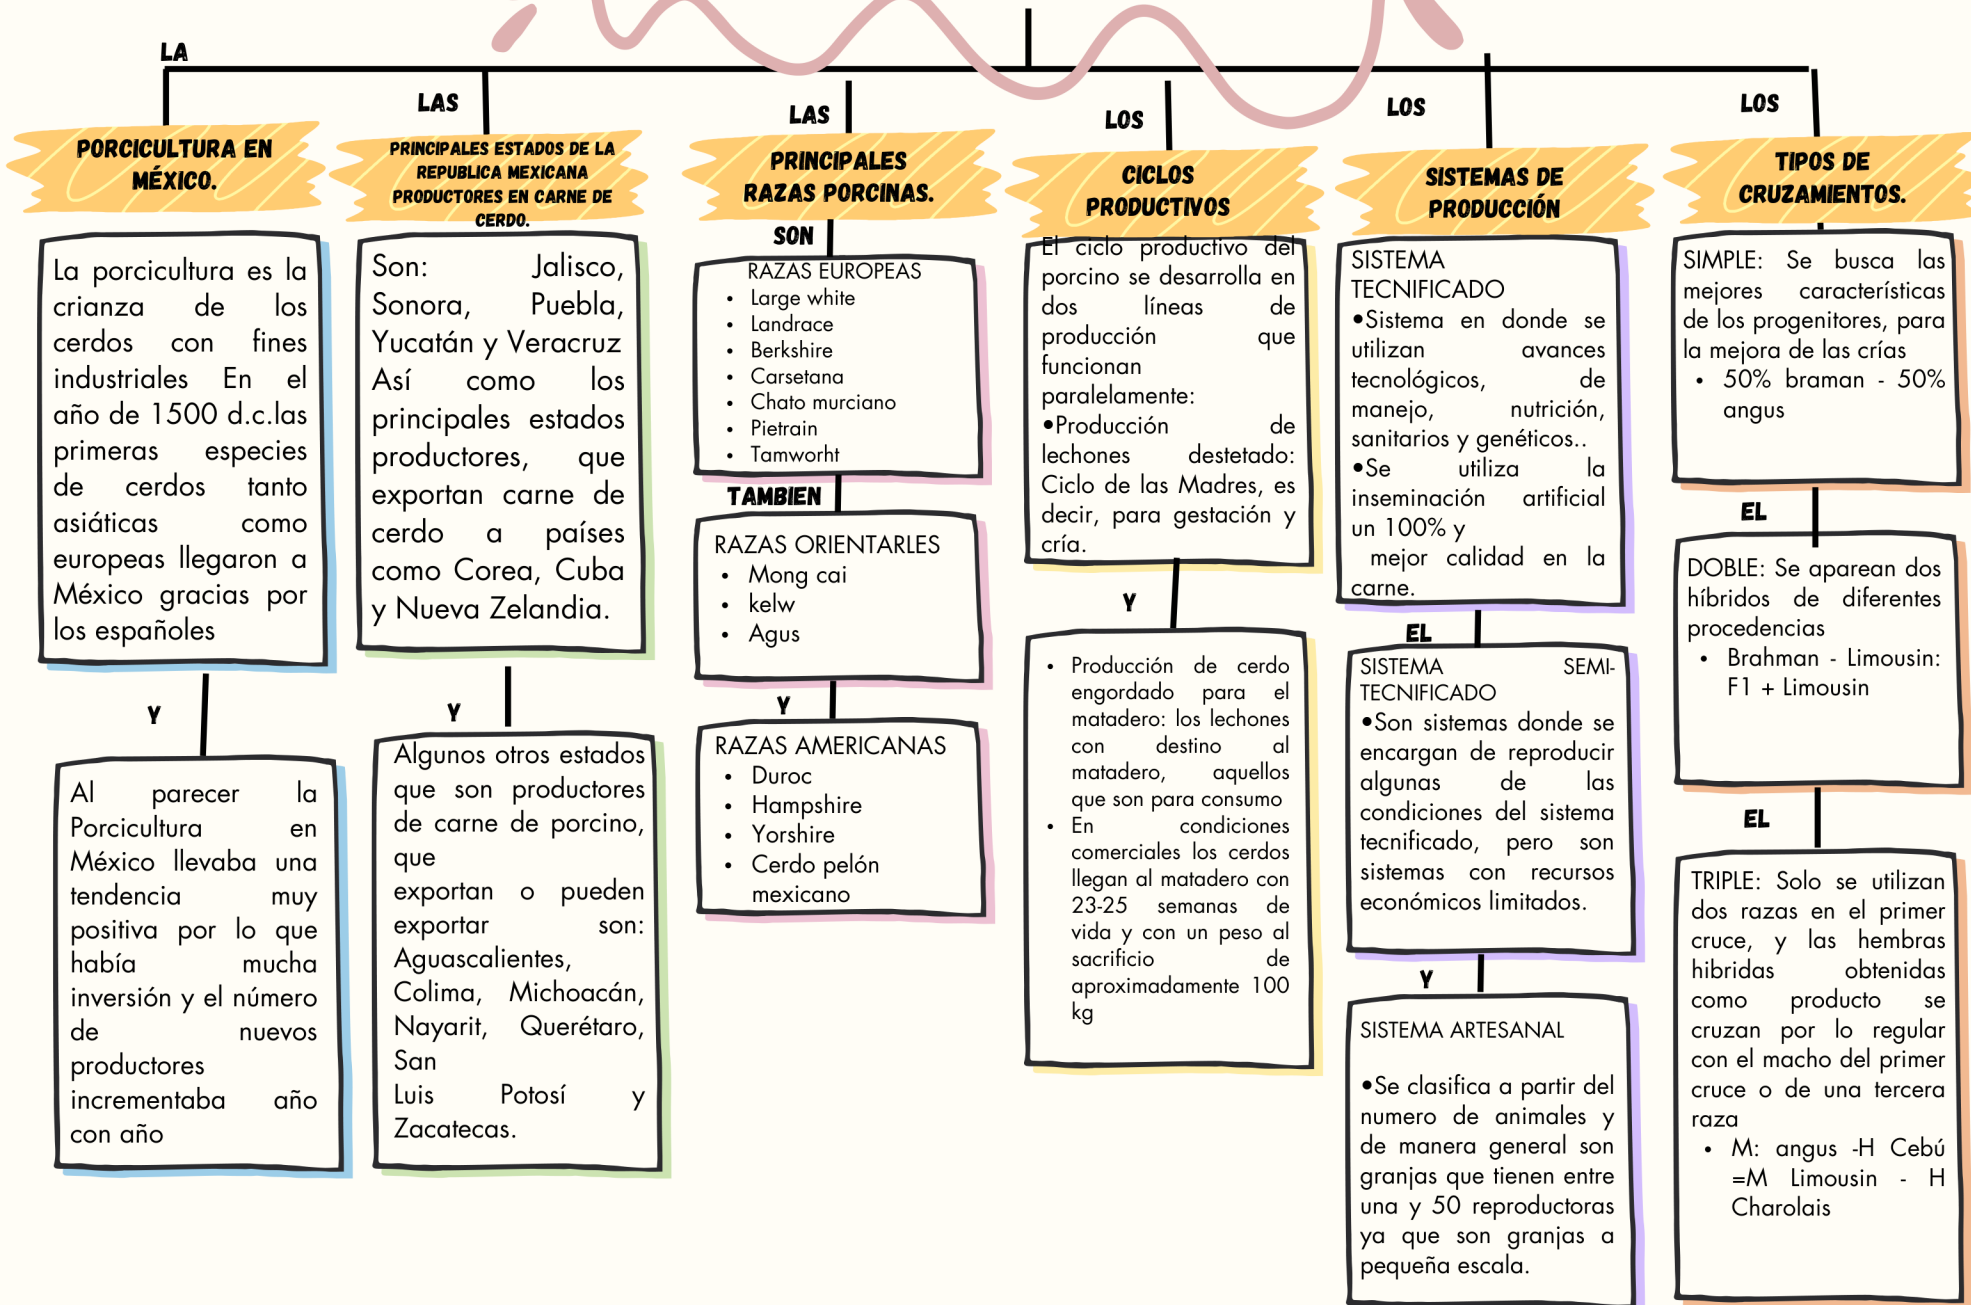 LA
PORCICULTURA EN
MÉXICO.
La porcicultura es la
crianza de los
cerdos con fines
industriales En el
año de 1500 d.c.las
primeras especies
de cerdos tanto
asiáticas como
europeas llegaron a
México gracias por
los españoles
Y
Al parecer la
Porcicultura en
México llevaba una
tendencia muy
positiva por lo que
había mucha
inversión y el número
de nuevos
productores
incrementaba año
con año
LAS
PRINCIPALES ESTADOS DE LA
REPUBLICA MEXICANA
PRODUCTORES EN CARNE DE
CERDO.
Son: Jalisco,
Sonora, Puebla,
Yucatán y Veracruz
Así como los
principales estados
productores, que
exportan carne de
cerdo a países
como Corea, Cuba
y Nueva Zelandia.
Y
Algunos otros estados
que son productores
de carne de porcino,
que
exportan o pueden
exportar son:
Aguascalientes,
Colima, Michoacán,
Nayarit, Querétaro,
San
Luis Potosí y
Zacatecas.
LAS
PRINCIPALES
RAZAS PORCINAS.
SON
RAZAS EUROPEAS
• Large white
• Landrace
• Berkshire
• Carsetana
• Chato murciano
• Pietrain
• Tamworht
TAMBIEN
RAZAS ORIENTARLES
• Mong cai
• kelw
• Agus
Y
RAZAS AMERICANAS
• Duroc
• Hampshire
• Yorshire
• Cerdo pelón
mexicano
LOS
CICLOS
PRODUCTIVOS
El ciclo productivo del
porcino se desarrolla en
dos líneas de
producción que
funcionan
paralelamente:
•Producción de
lechones destetado:
Ciclo de las Madres, es
decir, para gestación y
cría.
Y
• Producción de cerdo
engordado para el
matadero: los lechones
con destino al
matadero, aquellos
que son para consumo
• En condiciones
comerciales los cerdos
llegan al matadero con
23-25 semanas de
vida y con un peso al
sacrificio de
aproximadamente 100
kg
LOS
SISTEMAS DE
PRODUCCIÓN
SISTEMA
TECNIFICADO
•Sistema en donde se
utilizan avances
tecnológicos, de
manejo, nutrición,
sanitarios y genéticos..
•Se utiliza la
inseminación artificial
un 100% y
mejor calidad en la
carne.
EL
SISTEMA SEMI-
TECNIFICADO
•Son sistemas donde se
encargan de reproducir
algunas de las
condiciones del sistema
tecnificado, pero son
sistemas con recursos
económicos limitados.
Y
SISTEMA ARTESANAL
•Se clasifica a partir del
numero de animales y
de manera general son
granjas que tienen entre
una y 50 reproductoras
ya que son granjas a
pequeña escala.
LOS
TIPOS DE
CRUZAMIENTOS.
SIMPLE: Se busca las
mejores características
de los progenitores, para
la mejora de las crías
• 50% braman - 50%
angus
EL
DOBLE: Se aparean dos
híbridos de diferentes
procedencias
• Brahman - Limousin:
F1 + Limousin
EL
TRIPLE: Solo se utilizan
dos razas en el primer
cruce, y las hembras
hibridas obtenidas
como producto se
cruzan por lo regular
con el macho del primer
cruce o de una tercera
raza
• M: angus -H Cebú
=M Limousin - H
Charolais